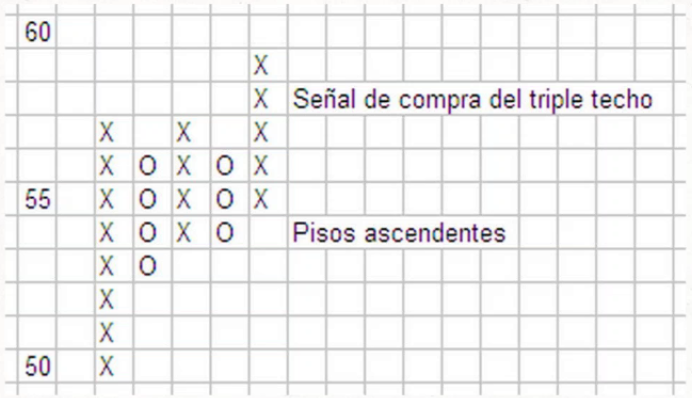 60
X
X Señal de compra del triple techo
X X X
X O X O X
55 X O X O X
X O X O Pisos ascendentes
X O
X
X
50 X